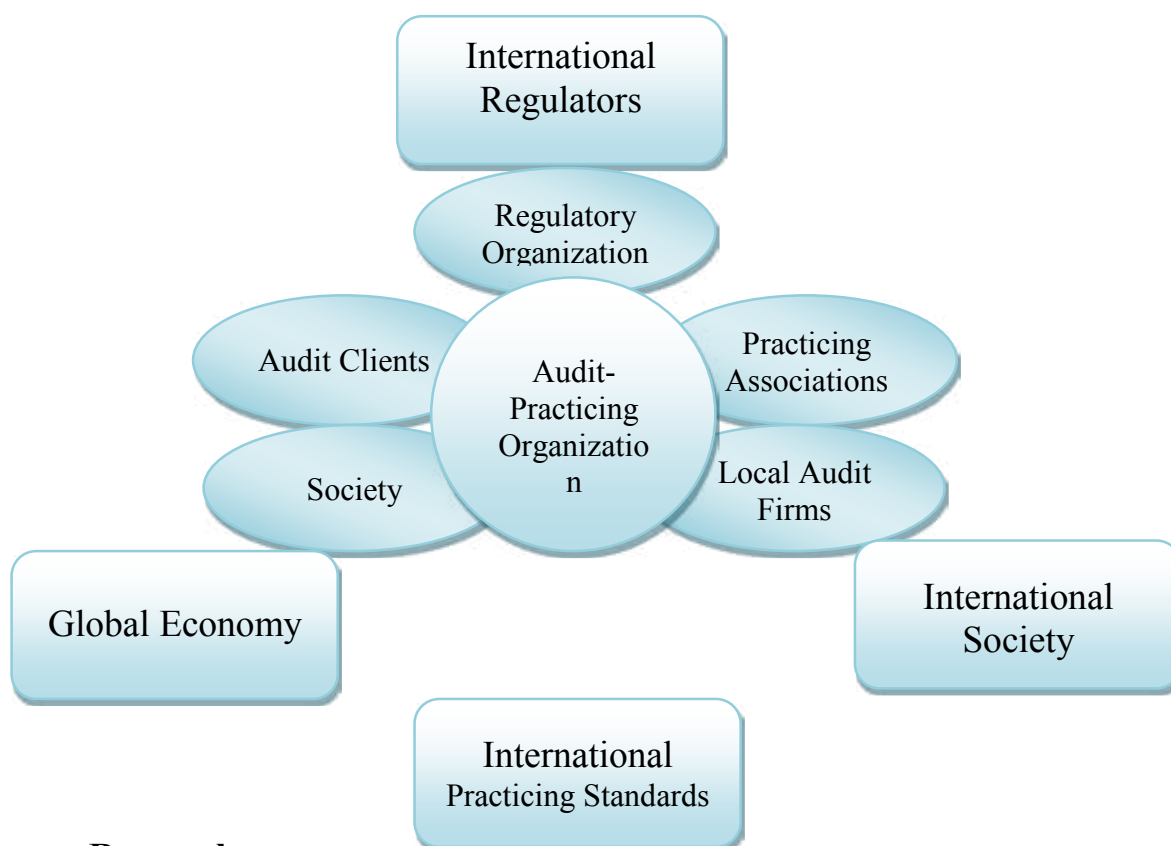 International
Regulators
Regulatory
Organization
Audit Clients
Practicing
Associations
Audit-
Practicing
Organizatio
n
Society
Local Audit
Firms
Global Economy
International
Society
International
Practicing Standards